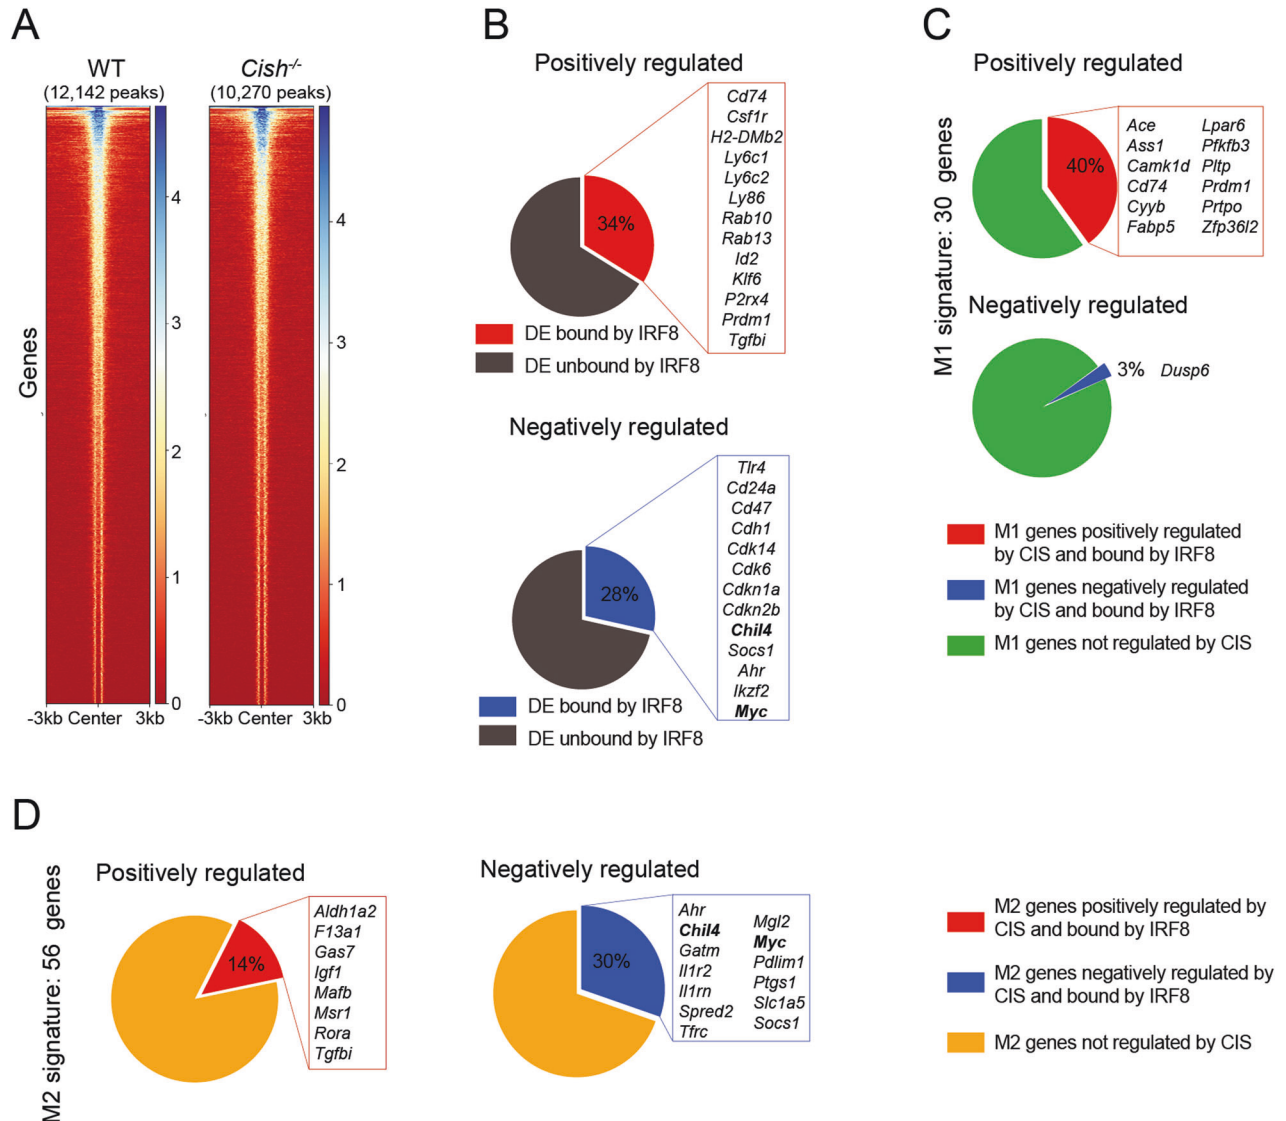 A
WT
(12,142 peaks)
Cish-/-
(10,270 peaks)
Genes
4
3
2
1
0
4
3
2
1
0
-3kb Center 3kb
-3kb Center 3kb
B
Positively regulated
34%
Cd74
Csf1r
H2-DMb2
Ly6c1
Ly6c2
Ly86
Rab10
Rab13
Id2
Klf6
P2rx4
Prdm1
Tgfbi
DE bound by IRF8
DE unbound by IRF8
Negatively regulated
28%
Tlr4
Cd24a
Cd47
Cdh1
Cdk14
Cdk6
Cdkn1a
Cdkn2b
Chil4
Socs1
Ahr
Ikzf2
Myc
DE bound by IRF8
DE unbound by IRF8
C
M1 signature: 30 genes
Positively regulated
40%
Ace
Ass1
Camk1d
Cd74
Cyyb
Fabp5
Lpar6
Pfkfb3
Pltp
Prdm1
Prtpo
Zfp36l2
Negatively regulated
3% Dusp6
M1 genes positively regulated
by CIS and bound by IRF8
M1 genes negatively regulated
by CIS and bound by IRF8
M1 genes not regulated by CIS
D
M2 signature: 56 genes
Positively regulated
14%
Aldh1a2
F13a1
Gas7
Igf1
Mafb
Msr1
Rora
Tgfbi
Negatively regulated
30%
Ahr
Chil4
Gatm
Il1r2
Il1rn
Spred2
Tfrc
Mgl2
Myc
Pdlim1
Ptgs1
Slc1a5
Socs1
M2 genes positively regulated by
CIS and bound by IRF8
M2 genes negatively regulated by
CIS and bound by IRF8
M2 genes not regulated by CIS